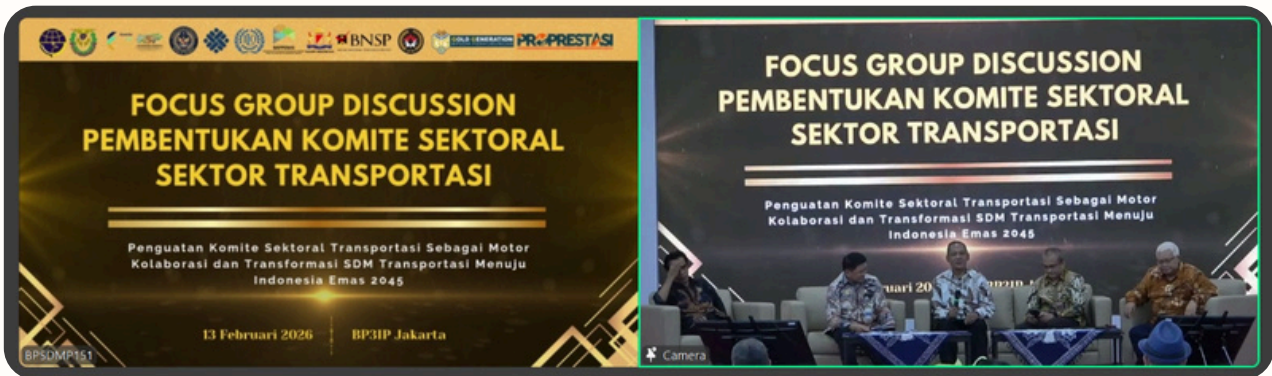 BNSP
GOLD GENERATION
PROPRESTASI
FOCUS GROUP DISCUSSION
PEMBENTUKAN KOMITE SEKTORAL
SEKTOR TRANSPORTASI
Penguatan Komite Sektoral Transportasi Sebagai Motor
Kolaborasi dan Transformasi SDM Transportasi Menuju
Indonesia Emas 2045
13 Februari 2026
BP3IP Jakarta
BPSDMP151
FOCUS GROUP DISCUSSION
PEMBENTUKAN KOMITE SEKTORAL
SEKTOR TRANSPORTASI
Penguatan Komite Sektoral Transportasi Sebagai Motor
Kolaborasi dan Transformasi SDM Transportasi Menuju
Indonesia Emas 2045
Camera